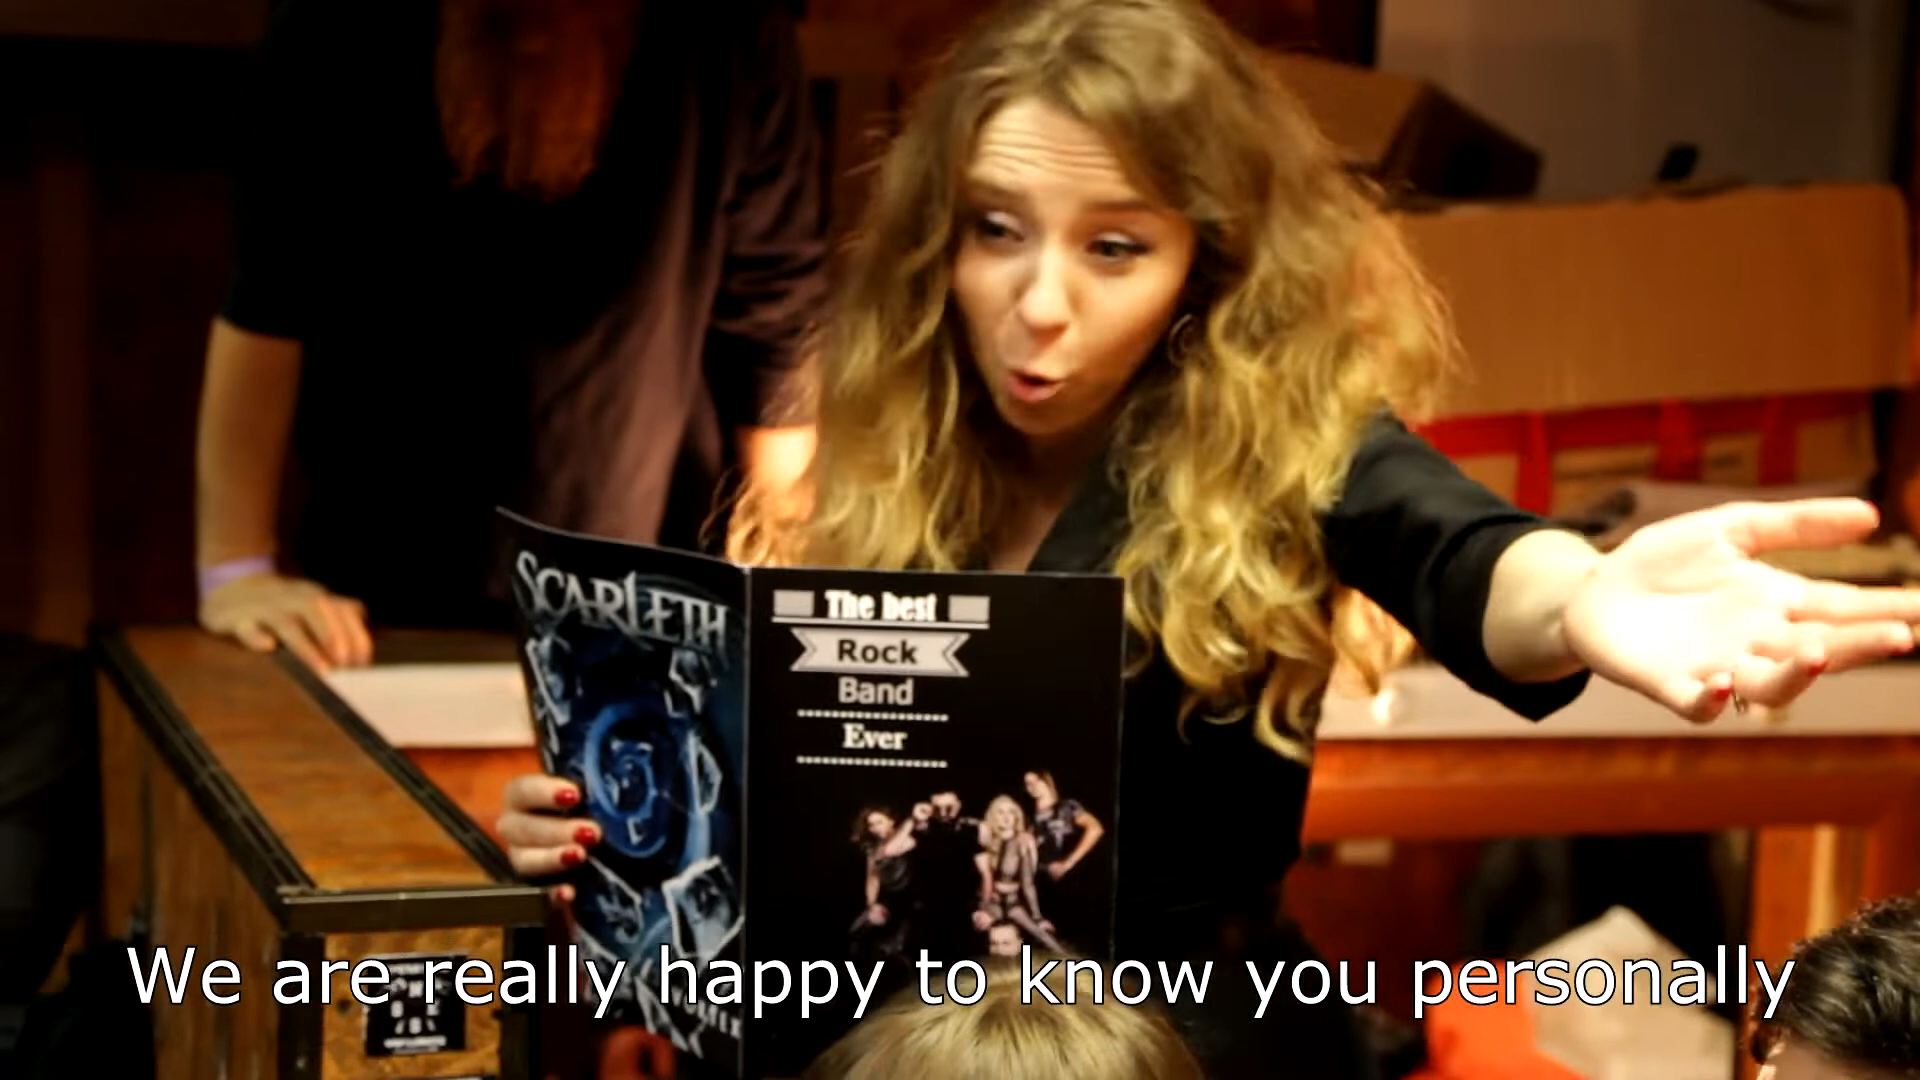 SCARLETH
The best
Rock
Band
Ever
We are really happy to know you personally